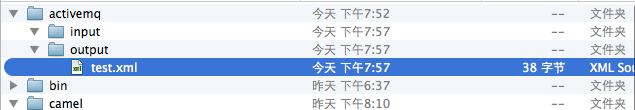 activemq 今天 下午7:52 -- 文件夹
input 今天 下午7:57 -- 文件夹
output 今天 下午7:57 -- 文件夹
test.xml 今天 下午7:57 38 字节 XML Sou
bin 昨天 下午6:37 -- 文件夹
camel 昨天 下午8:10 -- 文件夹